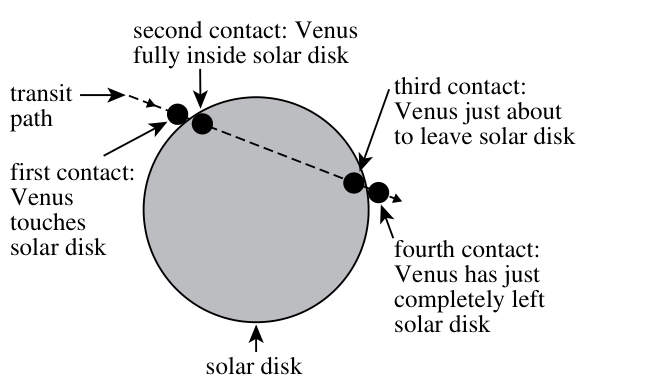 second contact: Venus
fully inside solar disk
transit
path
third contact:
Venus just about
to leave solar disk
first contact:
Venus
touches
solar disk
fourth contact:
Venus has just
completely left
solar disk
solar disk